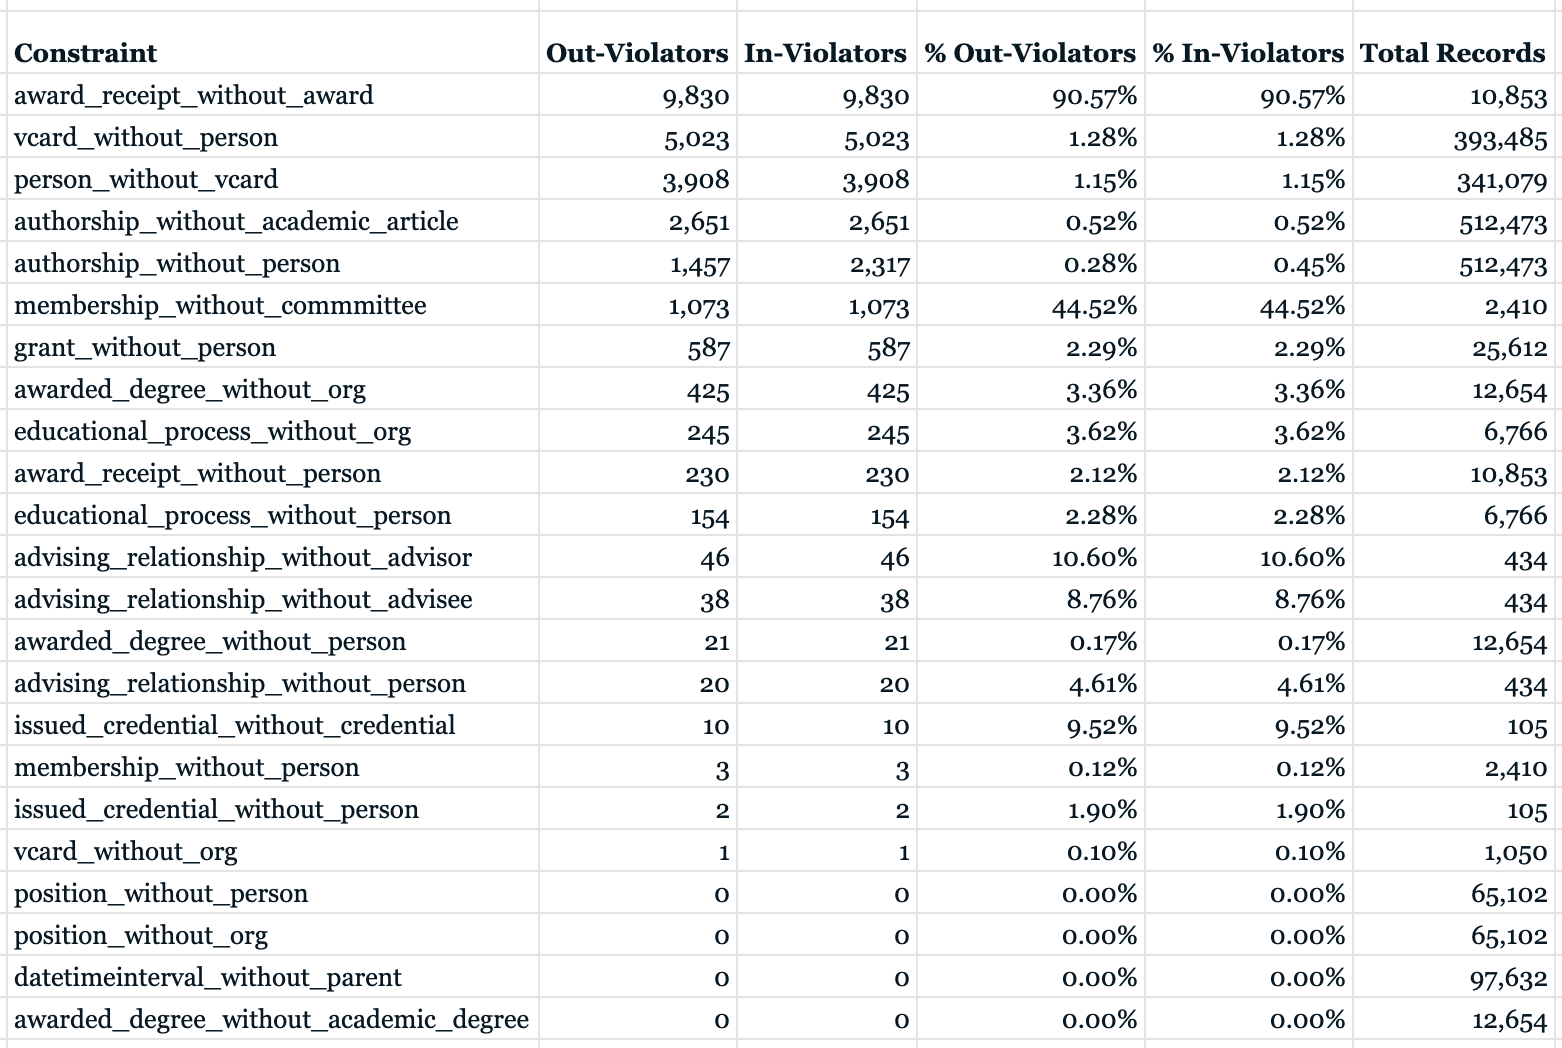 Constraint Out-Violators In-Violators % Out-Violators % In-Violators Total Records
award_receipt_without_award 9,830 9,830 90.57% 90.57% 10,853
vcard_without_person 5,023 5,023 1.28% 1.28% 393,485
person_without_vcard 3,908 3,908 1.15% 1.15% 341,079
authorship_without_academic_article 2,651 2,651 0.52% 0.52% 512,473
authorship_without_person 1,457 2,317 0.28% 0.45% 512,473
membership_without_commmittee 1,073 1,073 44.52% 44.52% 2,410
grant_without_person 587 587 2.29% 2.29% 25,612
awarded_degree_without_org 425 425 3.36% 3.36% 12,654
educational_process_without_org 245 245 3.62% 3.62% 6,766
award_receipt_without_person 230 230 2.12% 2.12% 10,853
educational_process_without_person 154 154 2.28% 2.28% 6,766
advising_relationship_without_advisor 46 46 10.60% 10.60% 434
advising_relationship_without_advisee 38 38 8.76% 8.76% 434
awarded_degree_without_person 21 21 0.17% 0.17% 12,654
advising_relationship_without_person 20 20 4.61% 4.61% 434
issued_credential_without_credential 10 10 9.52% 9.52% 105
membership_without_person 3 3 0.12% 0.12% 2,410
issued_credential_without_person 2 2 1.90% 1.90% 105
vcard_without_org 1 1 0.10% 0.10% 1,050
position_without_person 0 0 0.00% 0.00% 65,102
position_without_org 0 0 0.00% 0.00% 65,102
datetimeinterval_without_parent 0 0 0.00% 0.00% 97,632
awarded_degree_without_academic_degree 0 0 0.00% 0.00% 12,654